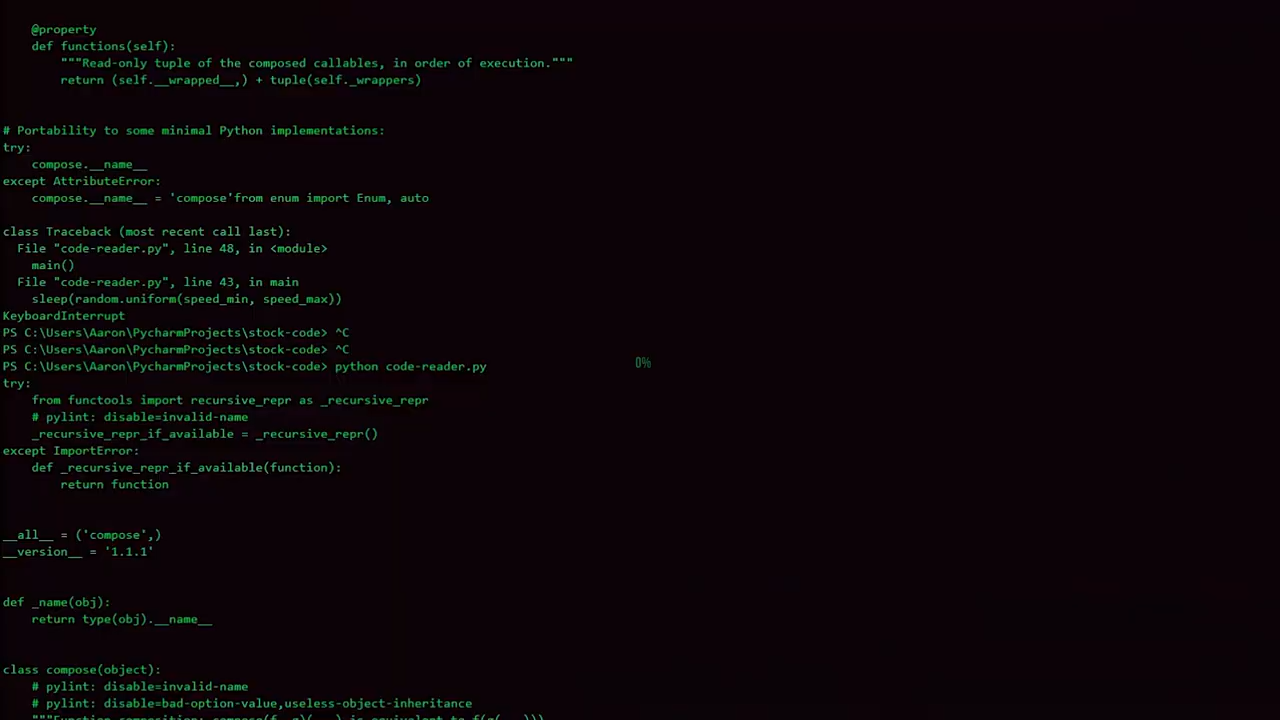 @property
def functions(self):
"""Read-only tuple of the composed callables, in order of execution."""
return (self.__wrapped__,) + tuple(self._wrappers)
# Portability to some minimal Python implementations:
try:
compose.__name__
except AttributeError:
compose.__name__ = 'compose'from enum import Enum, auto
class Traceback (most recent call last):
File "code-reader.py", line 48, in <module>
main()
File "code-reader.py", line 43, in main
sleep(random.uniform(speed_min, speed_max))
KeyboardInterrupt
PS C:\Users\Aaron\PycharmProjects\stock-code> ^C
PS C:\Users\Aaron\PycharmProjects\stock-code> ^C
PS C:\Users\Aaron\PycharmProjects\stock-code> python code-reader.py
0%
try:
from functools import recursive_repr as _recursive_repr
# pylint: disable=invalid-name
_recursive_repr_if_available = _recursive_repr()
except ImportError:
def _recursive_repr_if_available(function):
return function
__all__ = ('compose',)
__version__ = '1.1.1'
def _name(obj):
return type(obj).__name__
class compose(object):
# pylint: disable=invalid-name
# pylint: disable=bad-option-value,useless-object-inheritance
"""Function composition: compose(f, g)(...) is equivalent to f(g(...)).